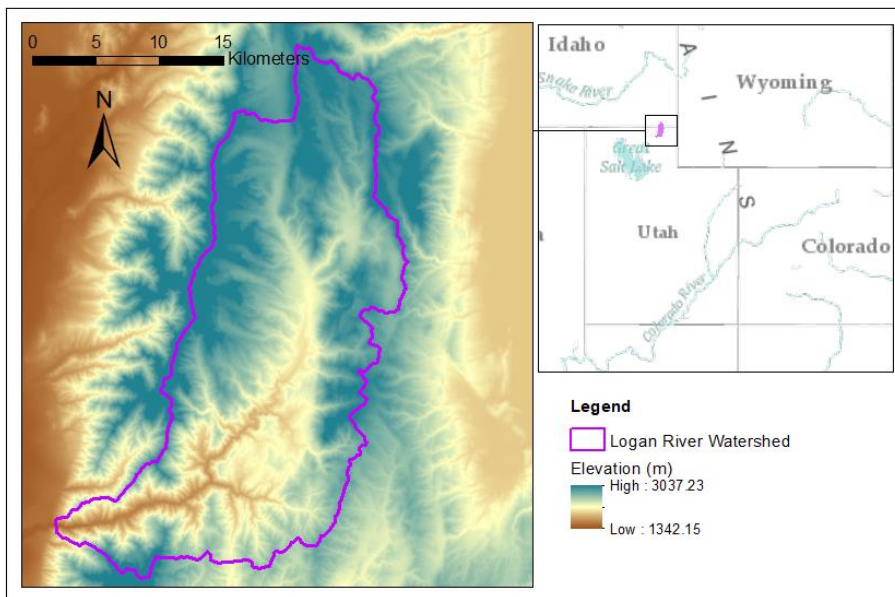 0 5 10 15
Kilometers
N
Idaho
Snake River
A
I
N
S
Wyoming
Great
Salt Lake
Utah
Colorado
Colorado River
a
Legend
Logan River Watershed
Elevation (m)
High : 3037.23
Low : 1342.15